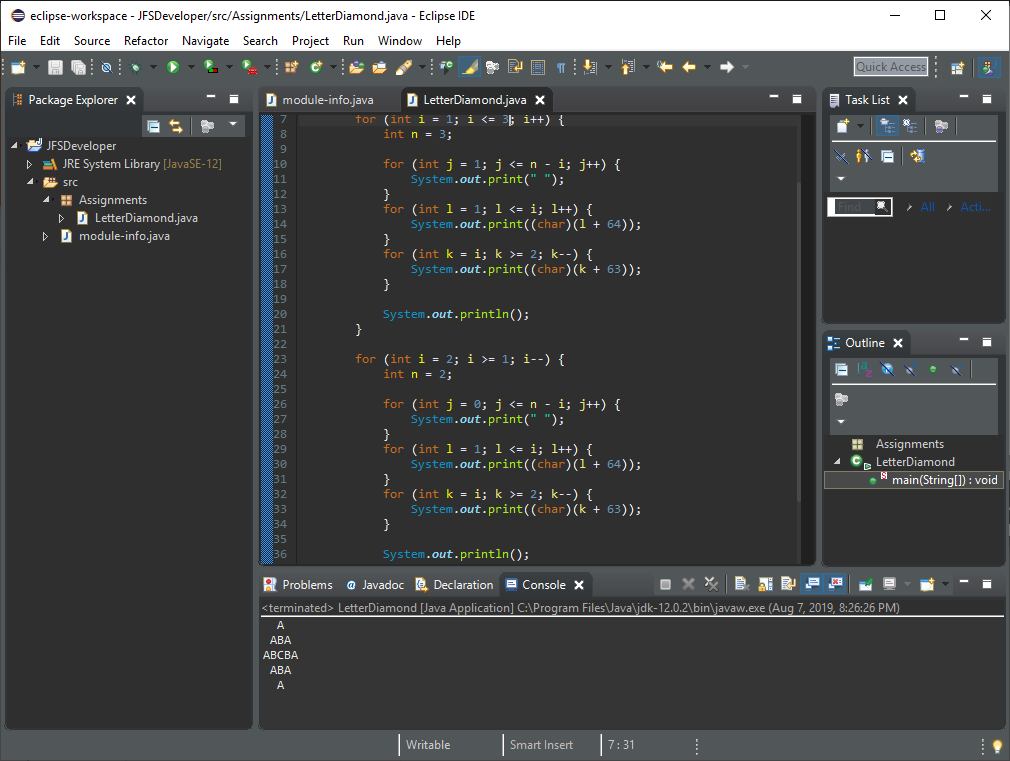 eclipse-workspace - JFSDeveloper/src/Assignments/LetterDiamond.java - Eclipse IDE
File Edit Source Refactor Navigate Search Project Run Window Help
Quick Access
Package Explorer
JFSDeveloper
JRE System Library [JavaSE-12]
src
Assignments
LetterDiamond.java
module-info.java
module-info.java
LetterDiamond.java
7 for (int i = 1; i <= 3; i++) {
8 int n = 3;
9
10 for (int j = 1; j <= n - i; j++) {
11 System.out.print(" ");
12 }
13 for (int l = 1; l <= i; l++) {
14 System.out.print((char)(l + 64));
15 }
16 for (int k = i; k >= 2; k--) {
17 System.out.print((char)(k + 63));
18 }
19
20 System.out.println();
21 }
22
23 for (int i = 2; i >= 1; i--) {
24 int n = 2;
25
26 for (int j = 0; j <= n - i; j++) {
27 System.out.print(" ");
28 }
29 for (int l = 1; l <= i; l++) {
30 System.out.print((char)(l + 64));
31 }
32 for (int k = i; k >= 2; k--) {
33 System.out.print((char)(k + 63));
34 }
35
36 System.out.println();
Task List
Find
All
Acti...
Outline
Assignments
LetterDiamond
main(String[]) : void
Problems
Javadoc
Declaration
Console
<terminated> LetterDiamond [Java Application] C:\Program Files\Java\jdk-12.0.2\bin\javaw.exe (Aug 7, 2019, 8:26:26 PM)
A
ABA
ABCBA
ABA
A
Writable
Smart Insert
7 : 31